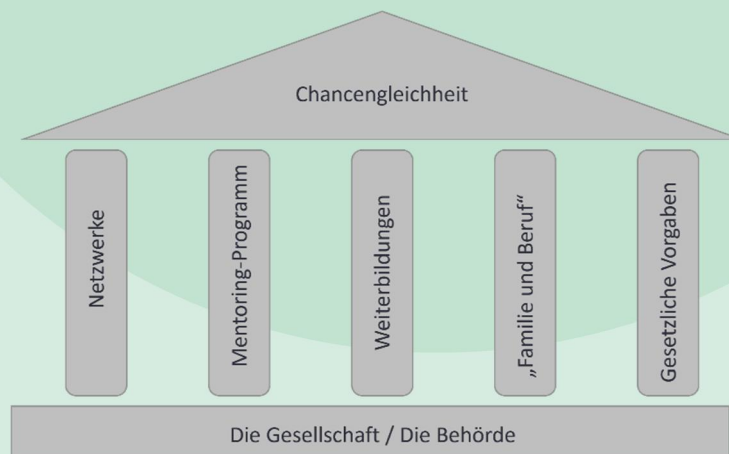 Chancengleichheit
Netzwerke
Mentoring-Programm
Weiterbildungen
„Familie und Beruf“
Gesetzliche Vorgaben
Die Gesellschaft / Die Behörde